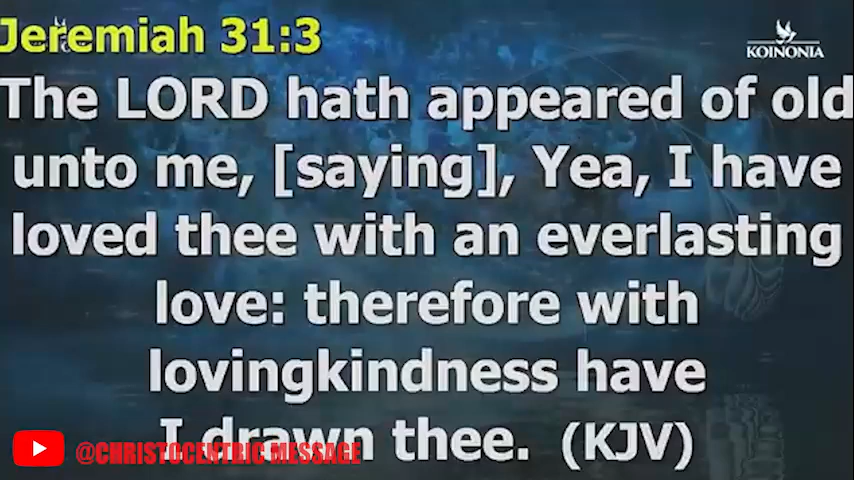 Jeremiah 31:3
KOINONIA
The LORD hath appeared of old
unto me, [saying], Yea, I have
loved thee with an everlasting
love: therefore with
lovingkindness have
I drawn thee. (KJV)
@CHRISTOCENTRIC MESSAGE